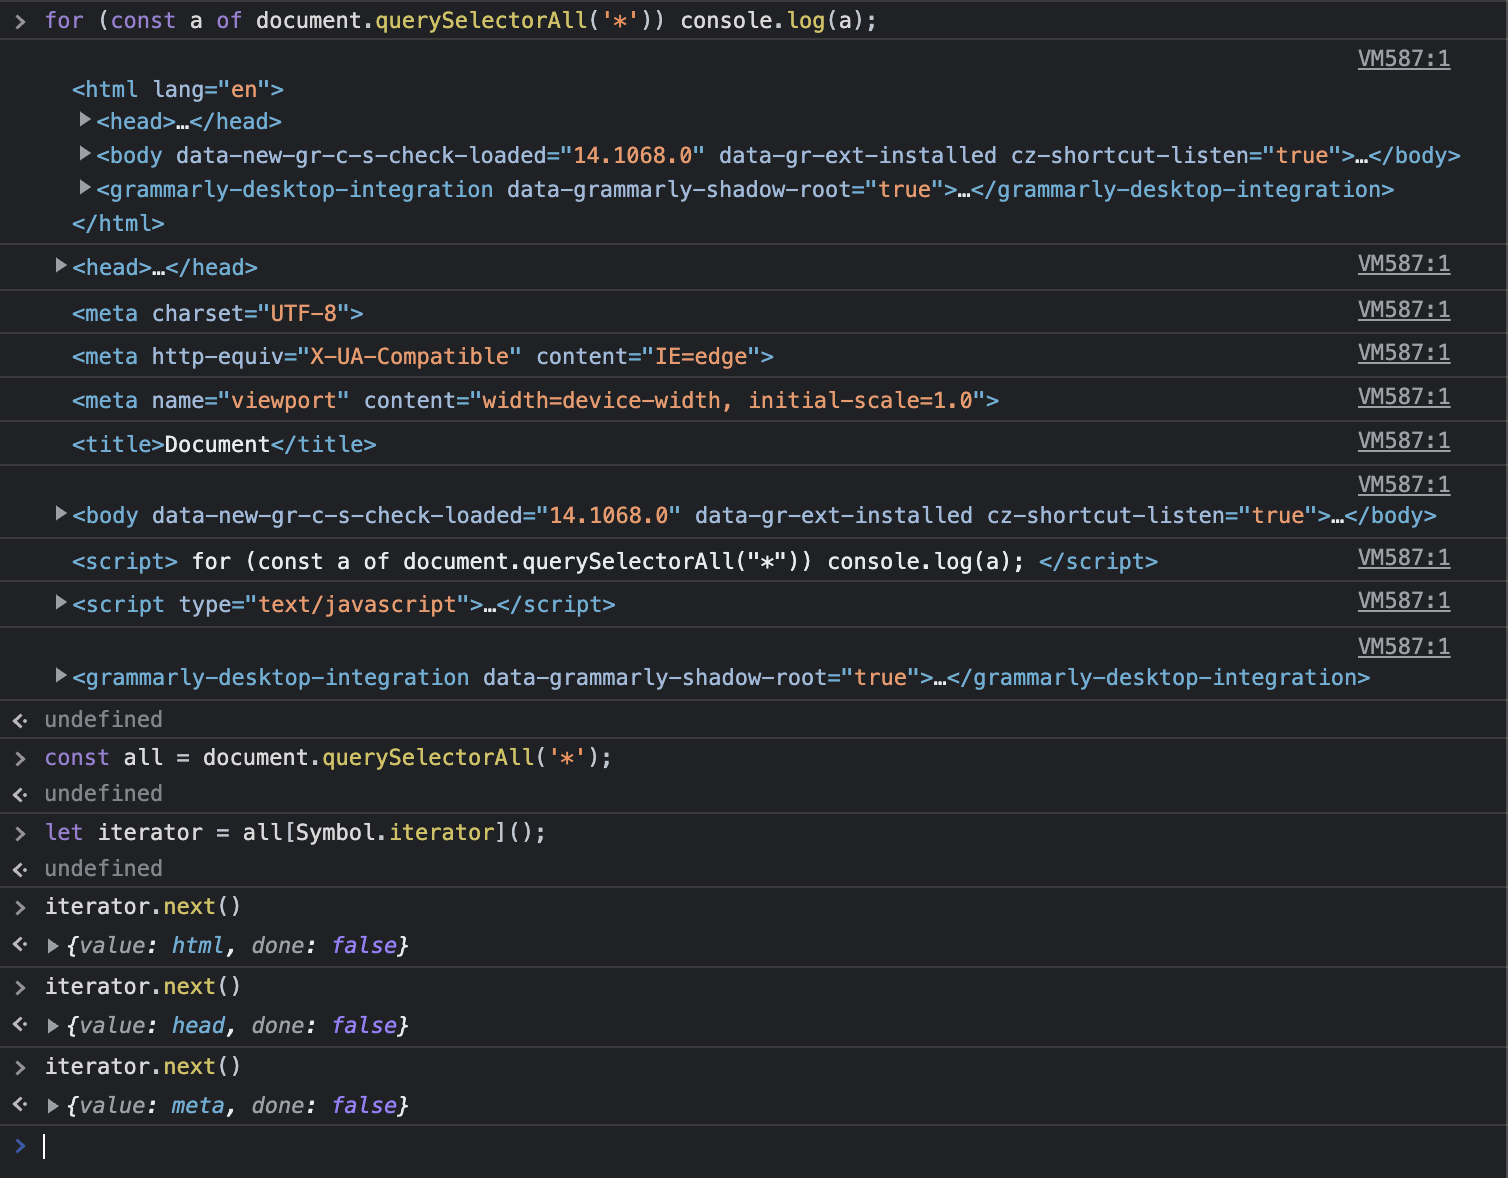 for (const a of document.querySelectorAll('*')) console.log(a);
VM587:1
<html lang="en">
<head>…</head>
<body data-new-gr-c-s-check-loaded="14.1068.0" data-gr-ext-installed cz-shortcut-listen="true">…</body>
<grammarly-desktop-integration data-grammarly-shadow-root="true">…</grammarly-desktop-integration>
</html>
<head>…</head> VM587:1
<meta charset="UTF-8"> VM587:1
<meta http-equiv="X-UA-Compatible" content="IE=edge"> VM587:1
<meta name="viewport" content="width=device-width, initial-scale=1.0"> VM587:1
<title>Document</title> VM587:1
VM587:1
<body data-new-gr-c-s-check-loaded="14.1068.0" data-gr-ext-installed cz-shortcut-listen="true">…</body>
<script> for (const a of document.querySelectorAll("*")) console.log(a); </script> VM587:1
<script type="text/javascript">…</script> VM587:1
VM587:1
<grammarly-desktop-integration data-grammarly-shadow-root="true">…</grammarly-desktop-integration>
undefined
const all = document.querySelectorAll('*');
undefined
let iterator = all[Symbol.iterator]();
undefined
iterator.next()
{value: html, done: false}
iterator.next()
{value: head, done: false}
iterator.next()
{value: meta, done: false}